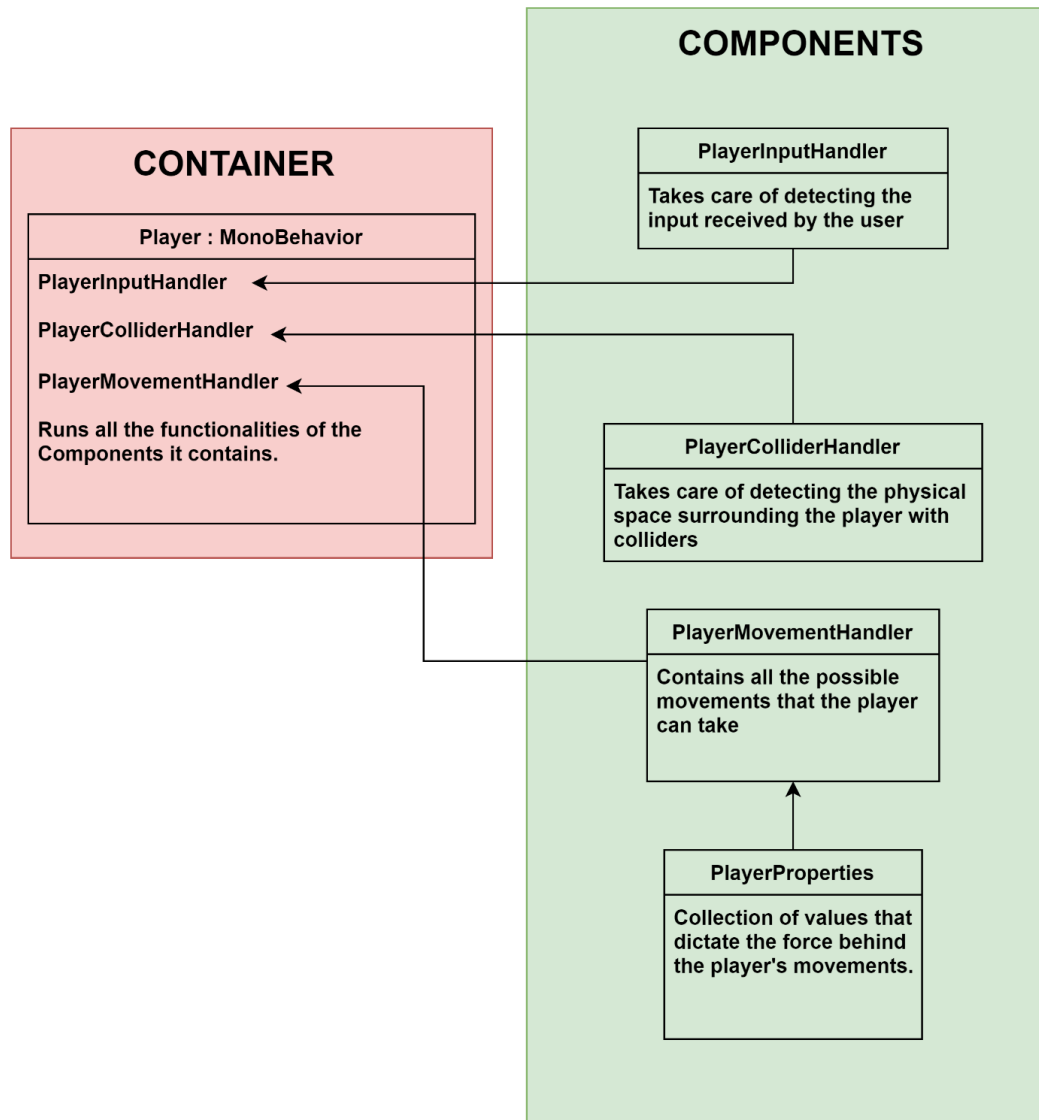 COMPONENTS
CONTAINER
Player : MonoBehavior
PlayerInputHandler
PlayerColliderHandler
PlayerMovementHandler
Runs all the functionalities of the
Components it contains.
PlayerInputHandler
Takes care of detecting the
input received by the user
PlayerColliderHandler
Takes care of detecting the physical
space surrounding the player with
colliders
PlayerMovementHandler
Contains all the possible
movements that the player
can take
PlayerProperties
Collection of values that
dictate the force behind
the player's movements.